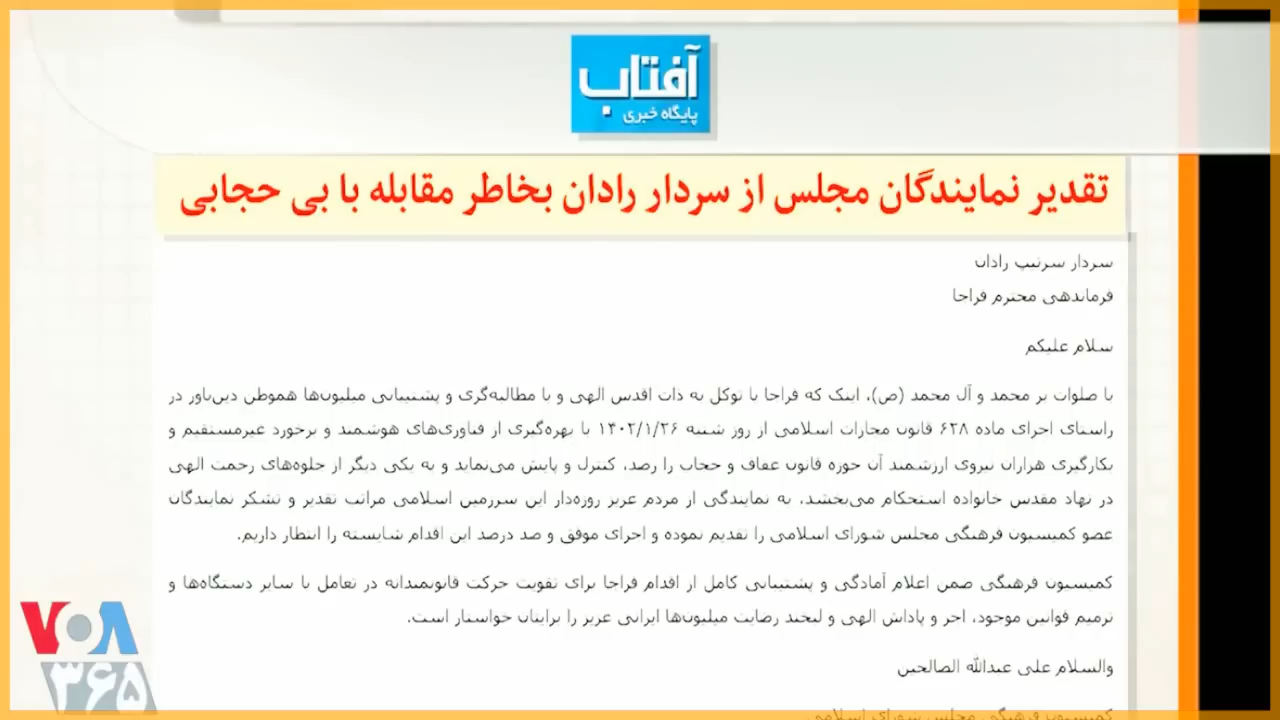 آفتاب
پایگاه خبری
تقدیر نمایندگان مجلس از سردار رادان بخاطر مقابله با بی حجابی
سردار سرتیپ رادان
فرماندهی محترم فراجا
سلام علیکم
با صلوات بر محمد و آل محمد (ص)، اینک که فراجا با توکل به ذات اقدس الهی و با مطالبه‌گری و پشتیبانی میلیون‌ها هموطن دین‌باور در
راستای اجرای ماده ۶۲۸ قانون مجازات اسلامی از روز شنبه ۱۴۰۲/۱/۲۶ با بهره‌گیری از فناوری‌های هوشمند و برخورد غیرمستقیم و
بکارگیری هزاران نیروی ارزشمند آن حوزه قانون عفاف و حجاب را رصد، کنترل و پایش می‌نماید و به یکی دیگر از جلوه‌های رحمت الهی
در نهاد مقدس خانواده استحکام می‌بخشد، به نمایندگی از مردم عزیز روزه‌دار این سرزمین اسلامی مراتب تقدیر و تشکر نمایندگان
عضو کمیسیون فرهنگی مجلس شورای اسلامی را تقدیم نموده و اجرای موفق و صد درصد این اقدام شایسته را انتظار داریم.
کمیسیون فرهنگی ضمن اعلام آمادگی و پشتیبانی کامل از اقدام فراجا برای تقویت حرکت قانونمندانه در تعامل با سایر دستگاه‌ها و
ترمیم قوانین موجود، اجر و پاداش الهی و لبخند رضایت میلیون‌ها ایرانی عزیز را برایتان خواستار است.
والسلام علی عبدالله الصالحین
کمیسیون فرهنگی مجلس شورای اسلامی
VOA
۳۶۵